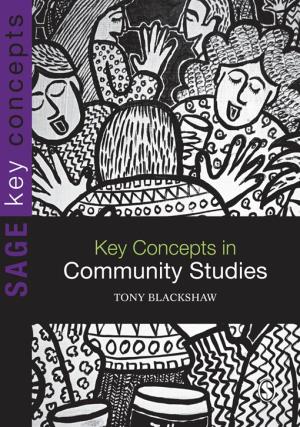 SAGE key concepts
Key Concepts in
Community Studies
TONY BLACKSHAW